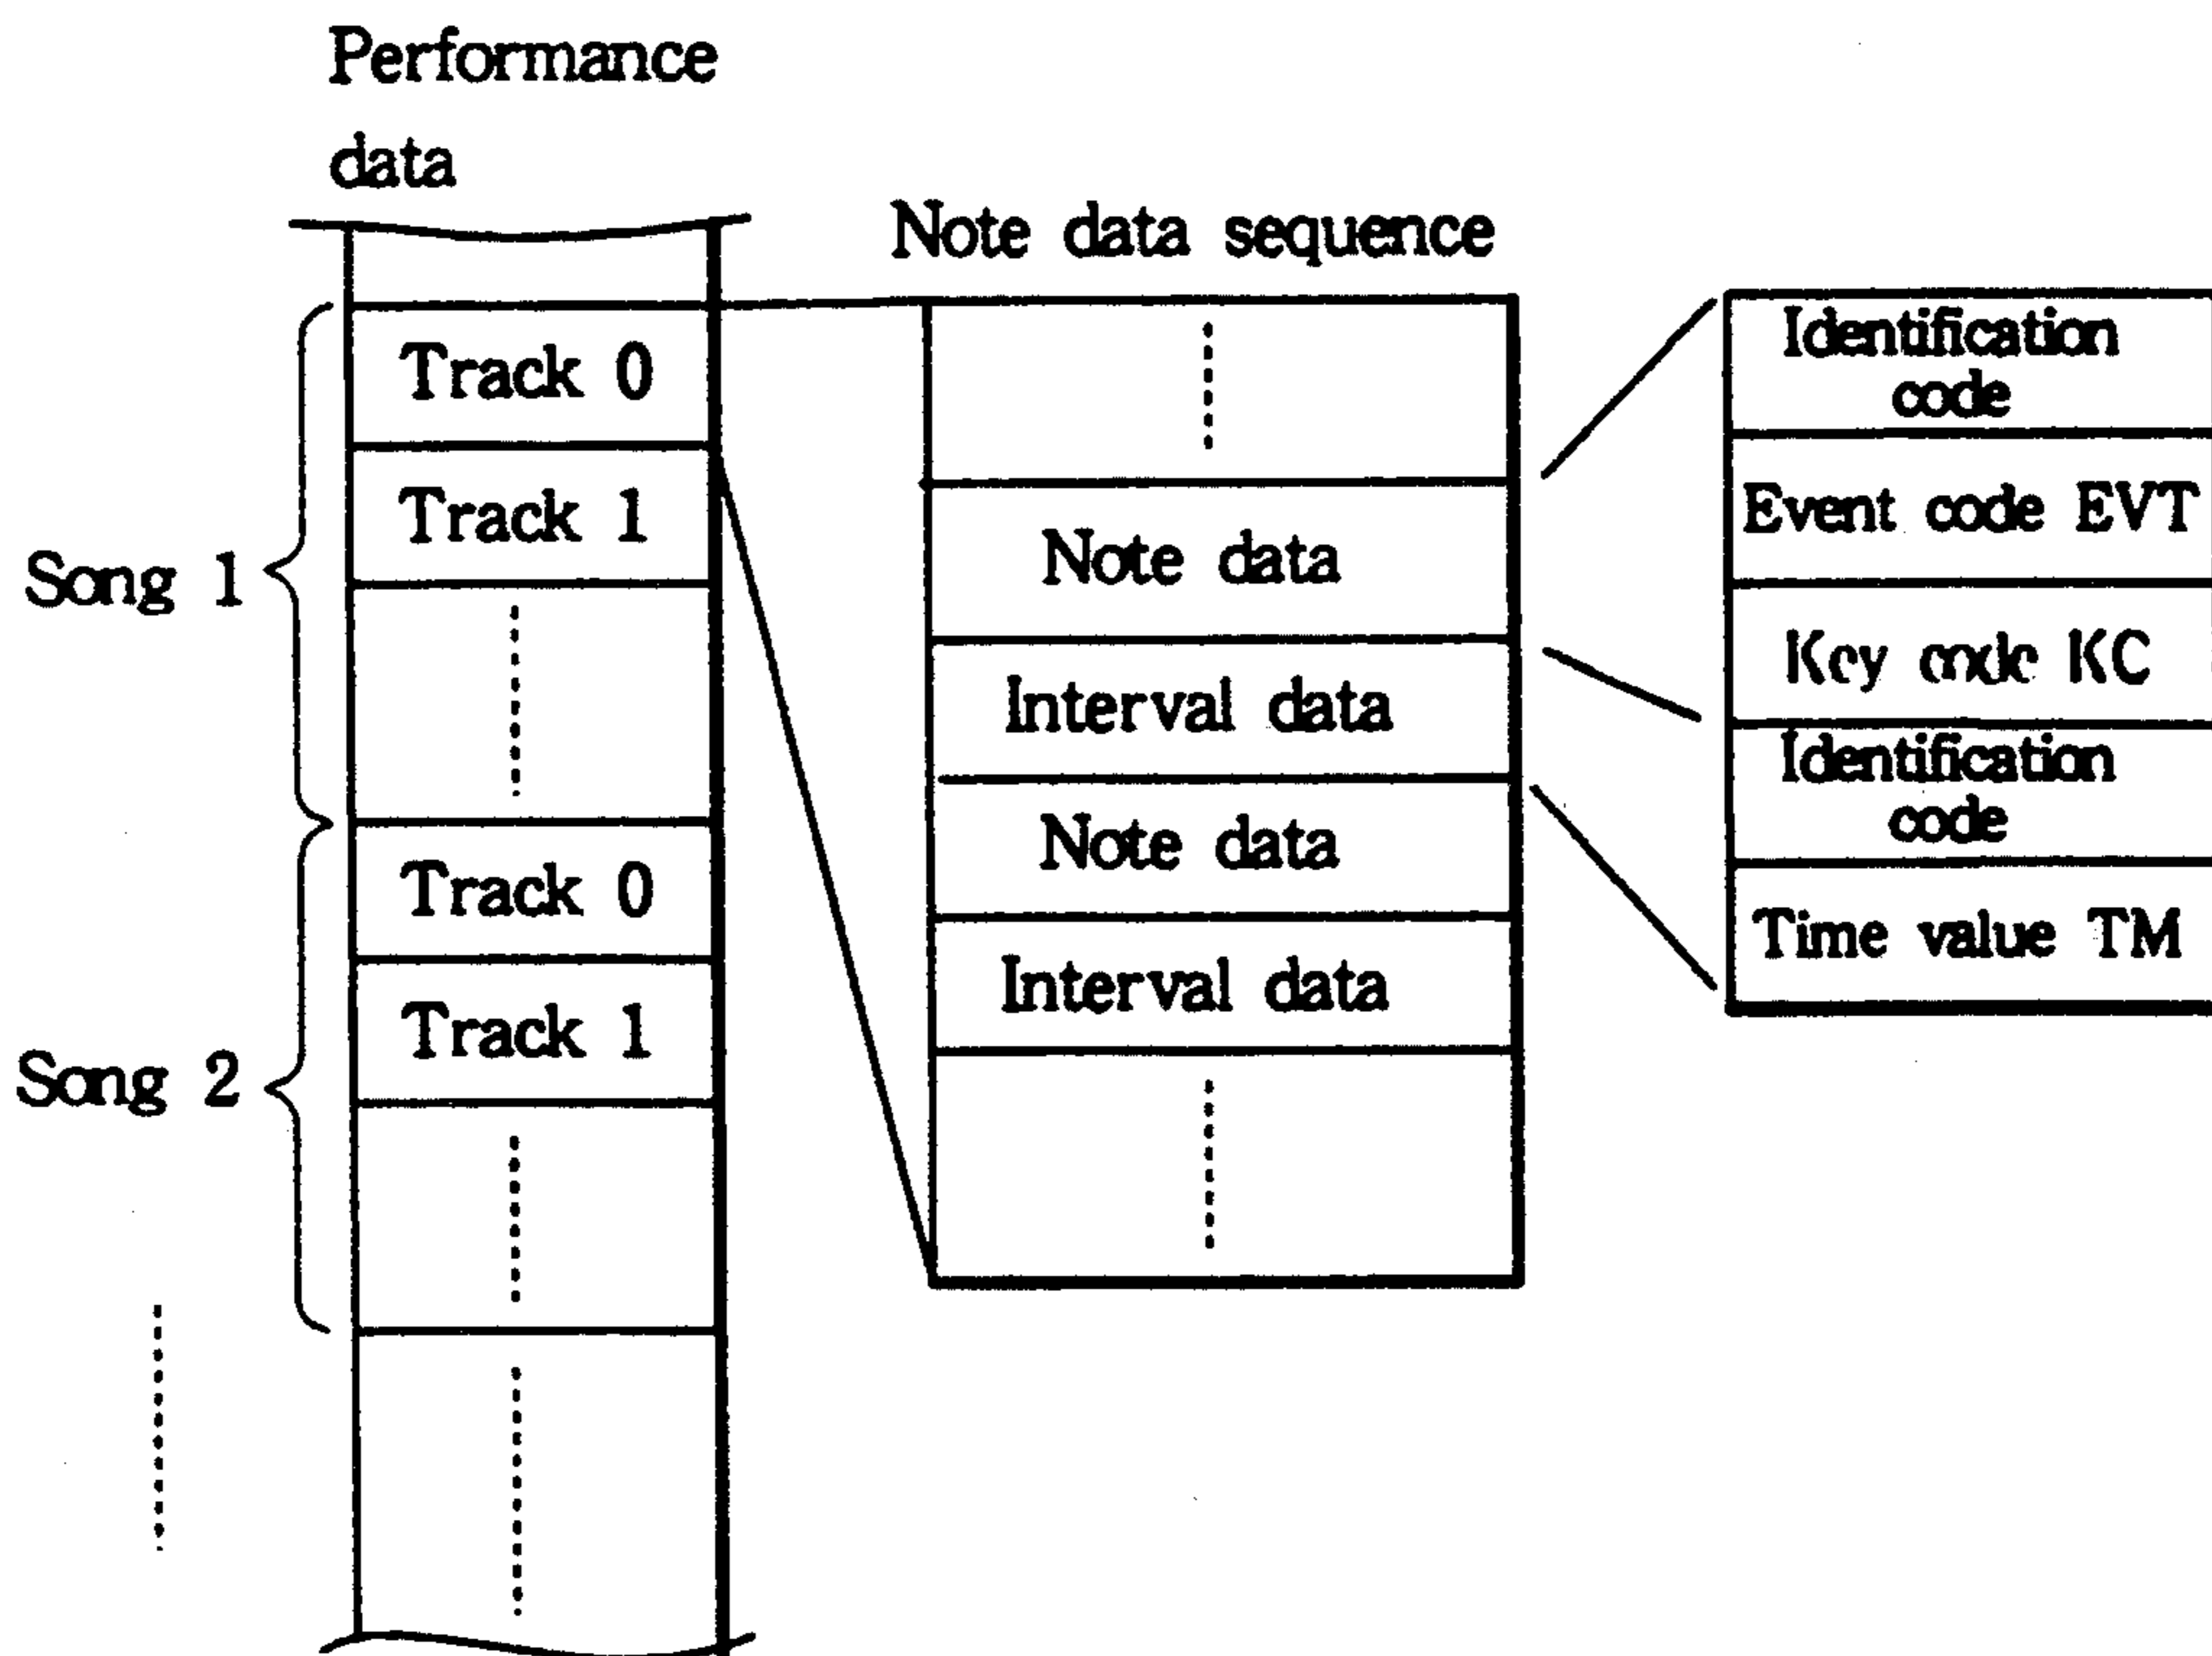 Performance
data
Song 1
Track 0
Track 1
Song 2
Track 0
Track 1
Note data sequence
Note data
Interval data
Note data
Interval data
Identification
code
Event code EVT
Key code KC
Identification
code
Time value TM